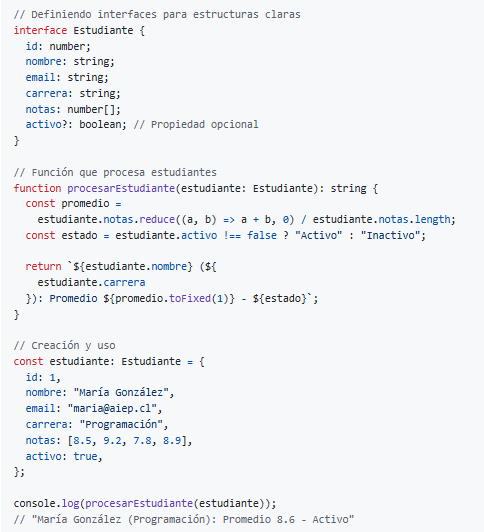 // Definiendo interfaces para estructuras claras
interface Estudiante {
  id: number;
  nombre: string;
  email: string;
  carrera: string;
  notas: number[];
  activo?: boolean; // Propiedad opcional
}

// Función que procesa estudiantes
function procesarEstudiante(estudiante: Estudiante): string {
  const promedio =
    estudiante.notas.reduce((a, b) => a + b, 0) / estudiante.notas.length;
  const estado = estudiante.activo !== false ? "Activo" : "Inactivo";

  return `${estudiante.nombre} (${
    estudiante.carrera
  }): Promedio ${promedio.toFixed(1)} - ${estado}`;
}

// Creación y uso
const estudiante: Estudiante = {
  id: 1,
  nombre: "María González",
  email: "maria@aiep.cl",
  carrera: "Programación",
  notas: [8.5, 9.2, 7.8, 8.9],
  activo: true,
};

console.log(procesarEstudiante(estudiante));
// "María González (Programación): Promedio 8.6 - Activo"